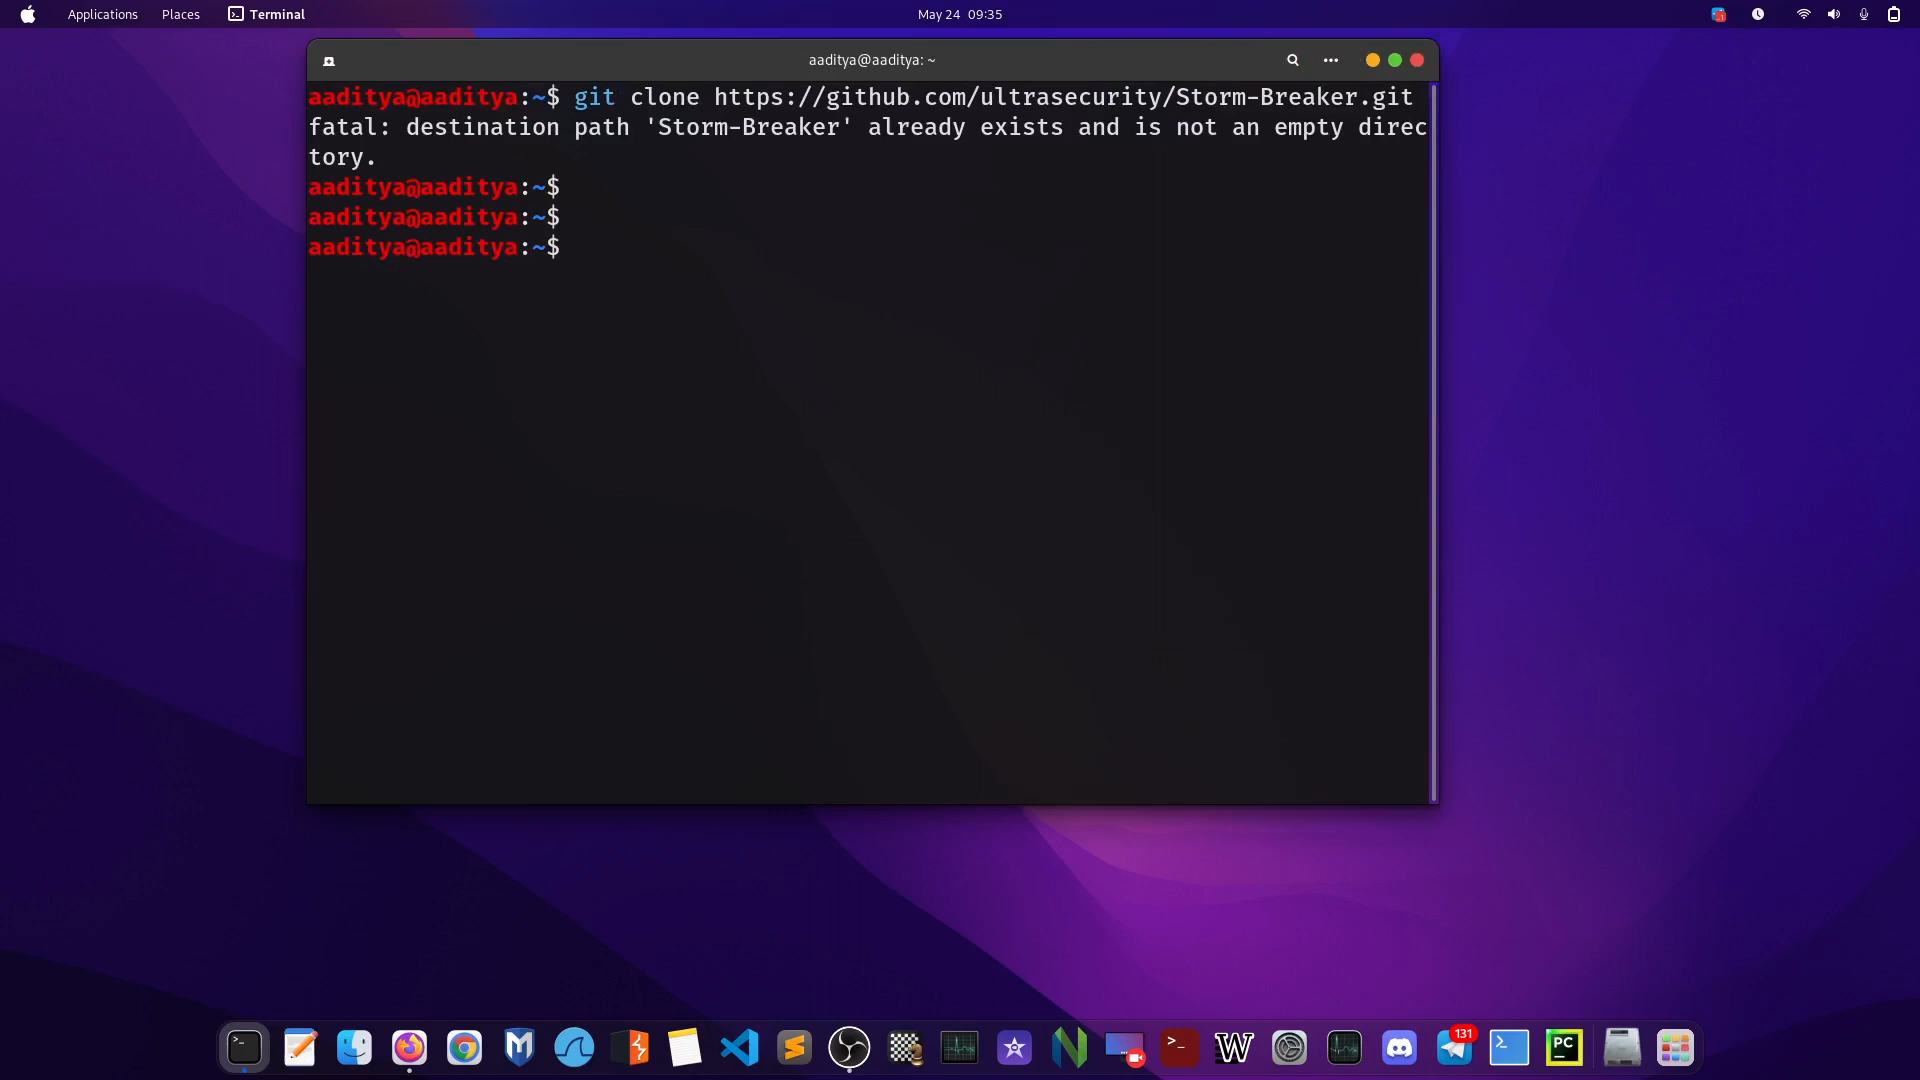 Applications Places Terminal May 24 09:35
aaditya@aaditya: ~
aaditya@aaditya:~$ git clone https://github.com/ultrasecurity/Storm-Breaker.git
fatal: destination path 'Storm-Breaker' already exists and is not an empty direc
tory.
aaditya@aaditya:~$
aaditya@aaditya:~$
aaditya@aaditya:~$
>_ M W 131 >_ PC